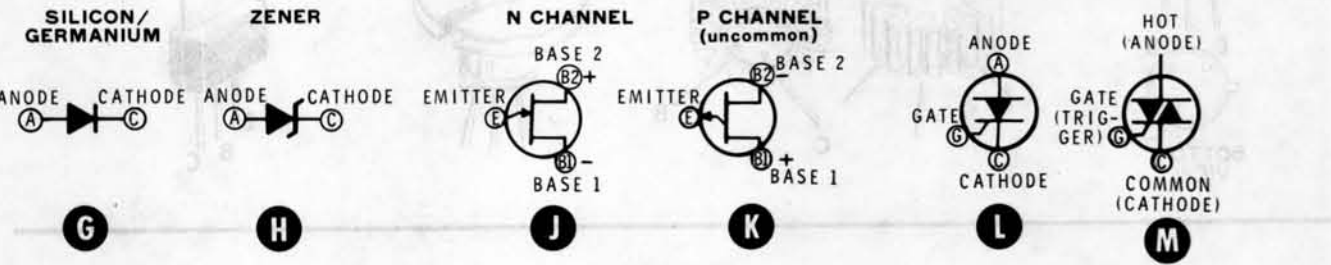 SILICON/
GERMANIUM
ANODE
CATHODE
A
C
G
ZENER
ANODE
CATHODE
A
C
H
N CHANNEL
BASE 2
B2 +
EMITTER
E
B1 -
BASE 1
J
P CHANNEL
(uncommon)
B2 - BASE 2
EMITTER
E
B1 +
BASE 1
K
ANODE
A
GATE
G
C
CATHODE
L
HOT
(ANODE)
GATE
(TRIG-
GER)
G
C
COMMON
(CATHODE)
M